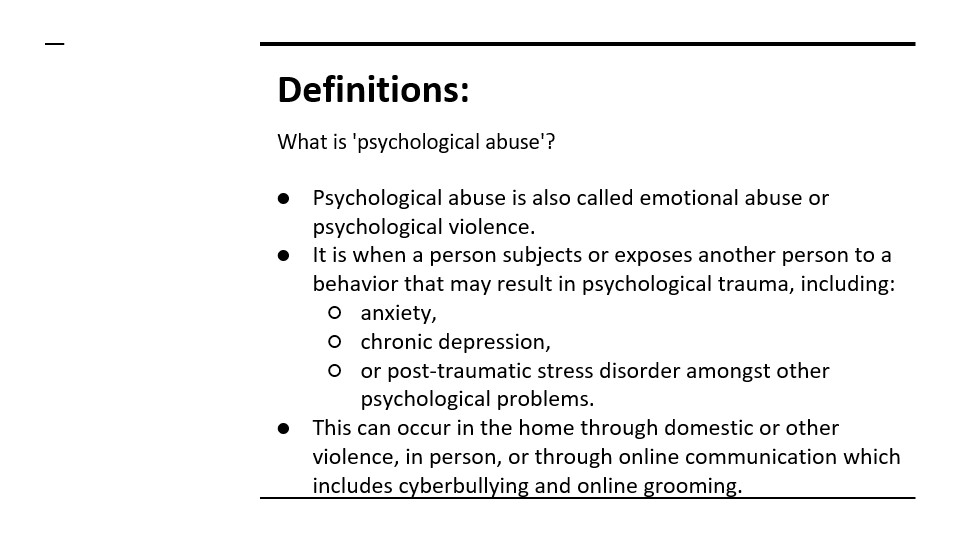 Definitions:
What is 'psychological abuse'?
● Psychological abuse is also called emotional abuse or
psychological violence.
● It is when a person subjects or exposes another person to a
behavior that may result in psychological trauma, including:
○ anxiety,
○ chronic depression,
○ or post-traumatic stress disorder amongst other
psychological problems.
● This can occur in the home through domestic or other
violence, in person, or through online communication which
includes cyberbullying and online grooming.